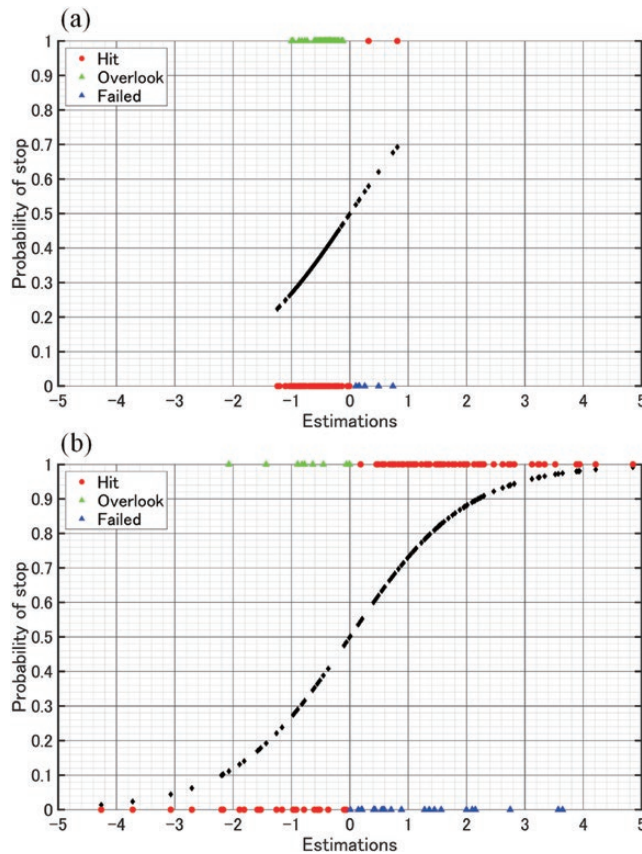 (a)
1
0.9
0.8
0.7
0.6
0.5
0.4
0.3
0.2
0.1
0
Probability of stop
Hit
Overlook
Failed
-5 -4 -3 -2 -1 0 1 2 3 4 5
Estimations
(b)
1
0.9
0.8
0.7
0.6
0.5
0.4
0.3
0.2
0.1
0
Probability of stop
Hit
Overlook
Failed
-5 -4 -3 -2 -1 0 1 2 3 4 5
Estimations